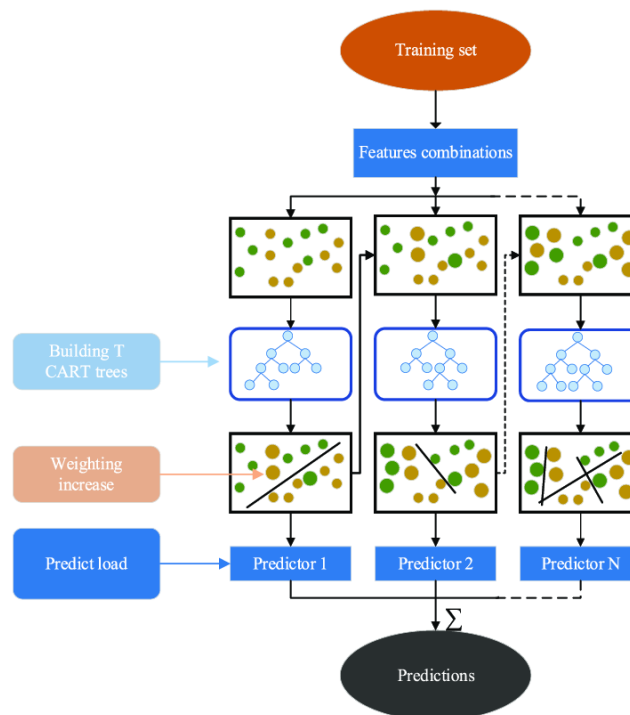 Training set
Features combinations
Building T
CART trees
Weighting
increase
Predict load
Predictor 1
Predictor 2
Predictor N
Σ
Predictions